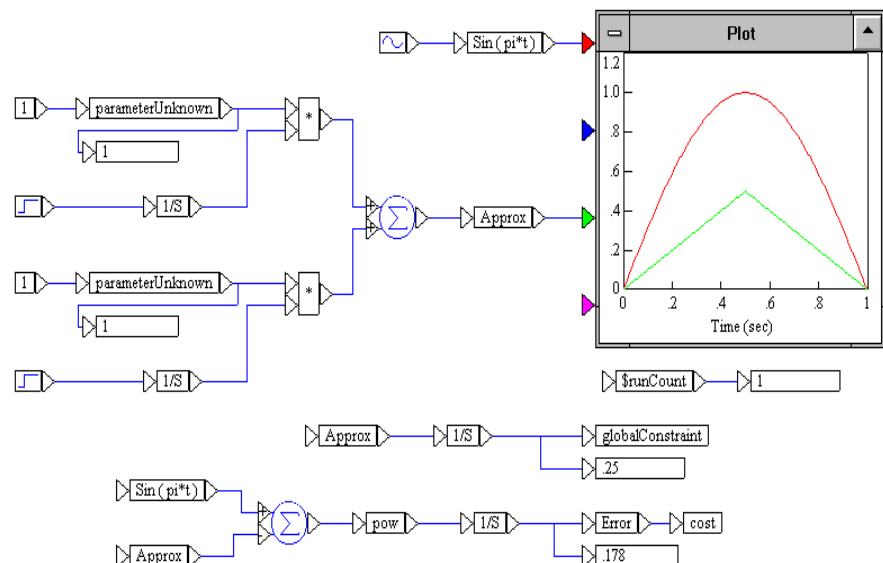 Plot
Sin ( pi*t )
1.2
1.0
.8
.6
.4
.2
0
0 .2 .4 .6 .8 1
Time (sec)
1 parameterUnknown *
1
1/S
+
+
Σ
Approx
1 parameterUnknown *
1
1/S
$runCount 1
Approx 1/S globalConstraint
.25
Sin ( pi*t )
+
-
Σ
pow 1/S Error cost
Approx
.178